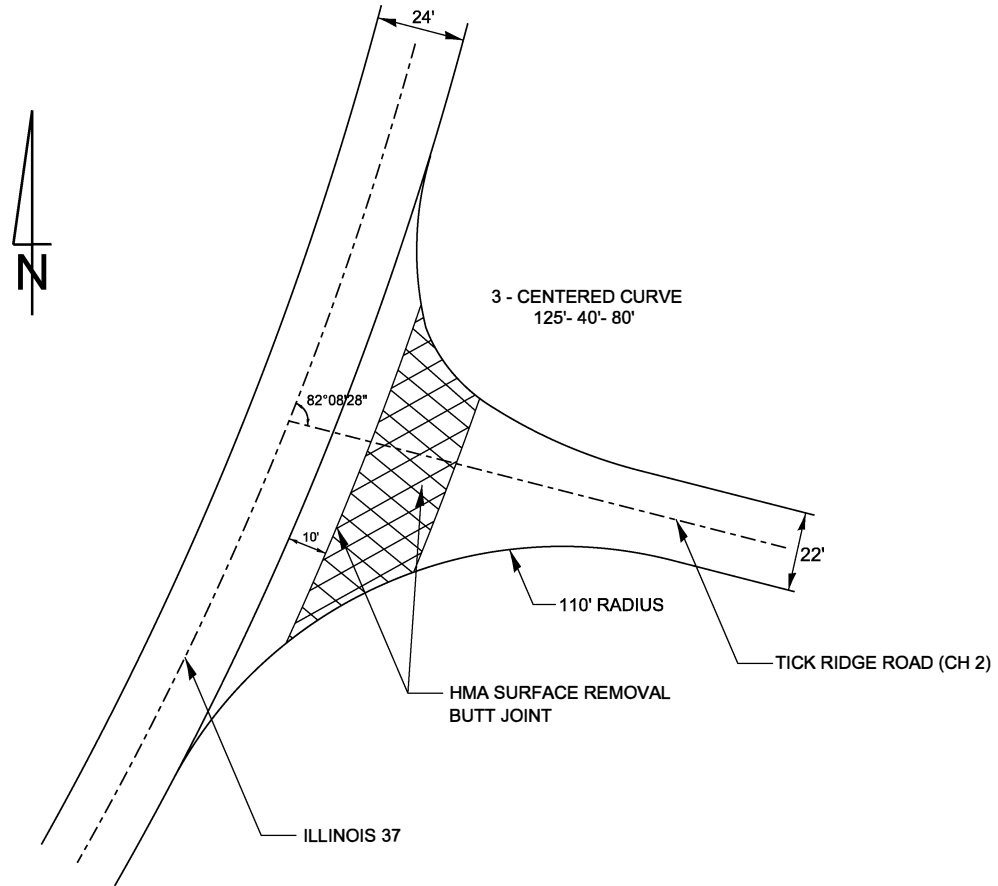 24'
N
3 - CENTERED CURVE
125'- 40'- 80'
82°08'28"
10'
22'
110' RADIUS
TICK RIDGE ROAD (CH 2)
HMA SURFACE REMOVAL
BUTT JOINT
ILLINOIS 37